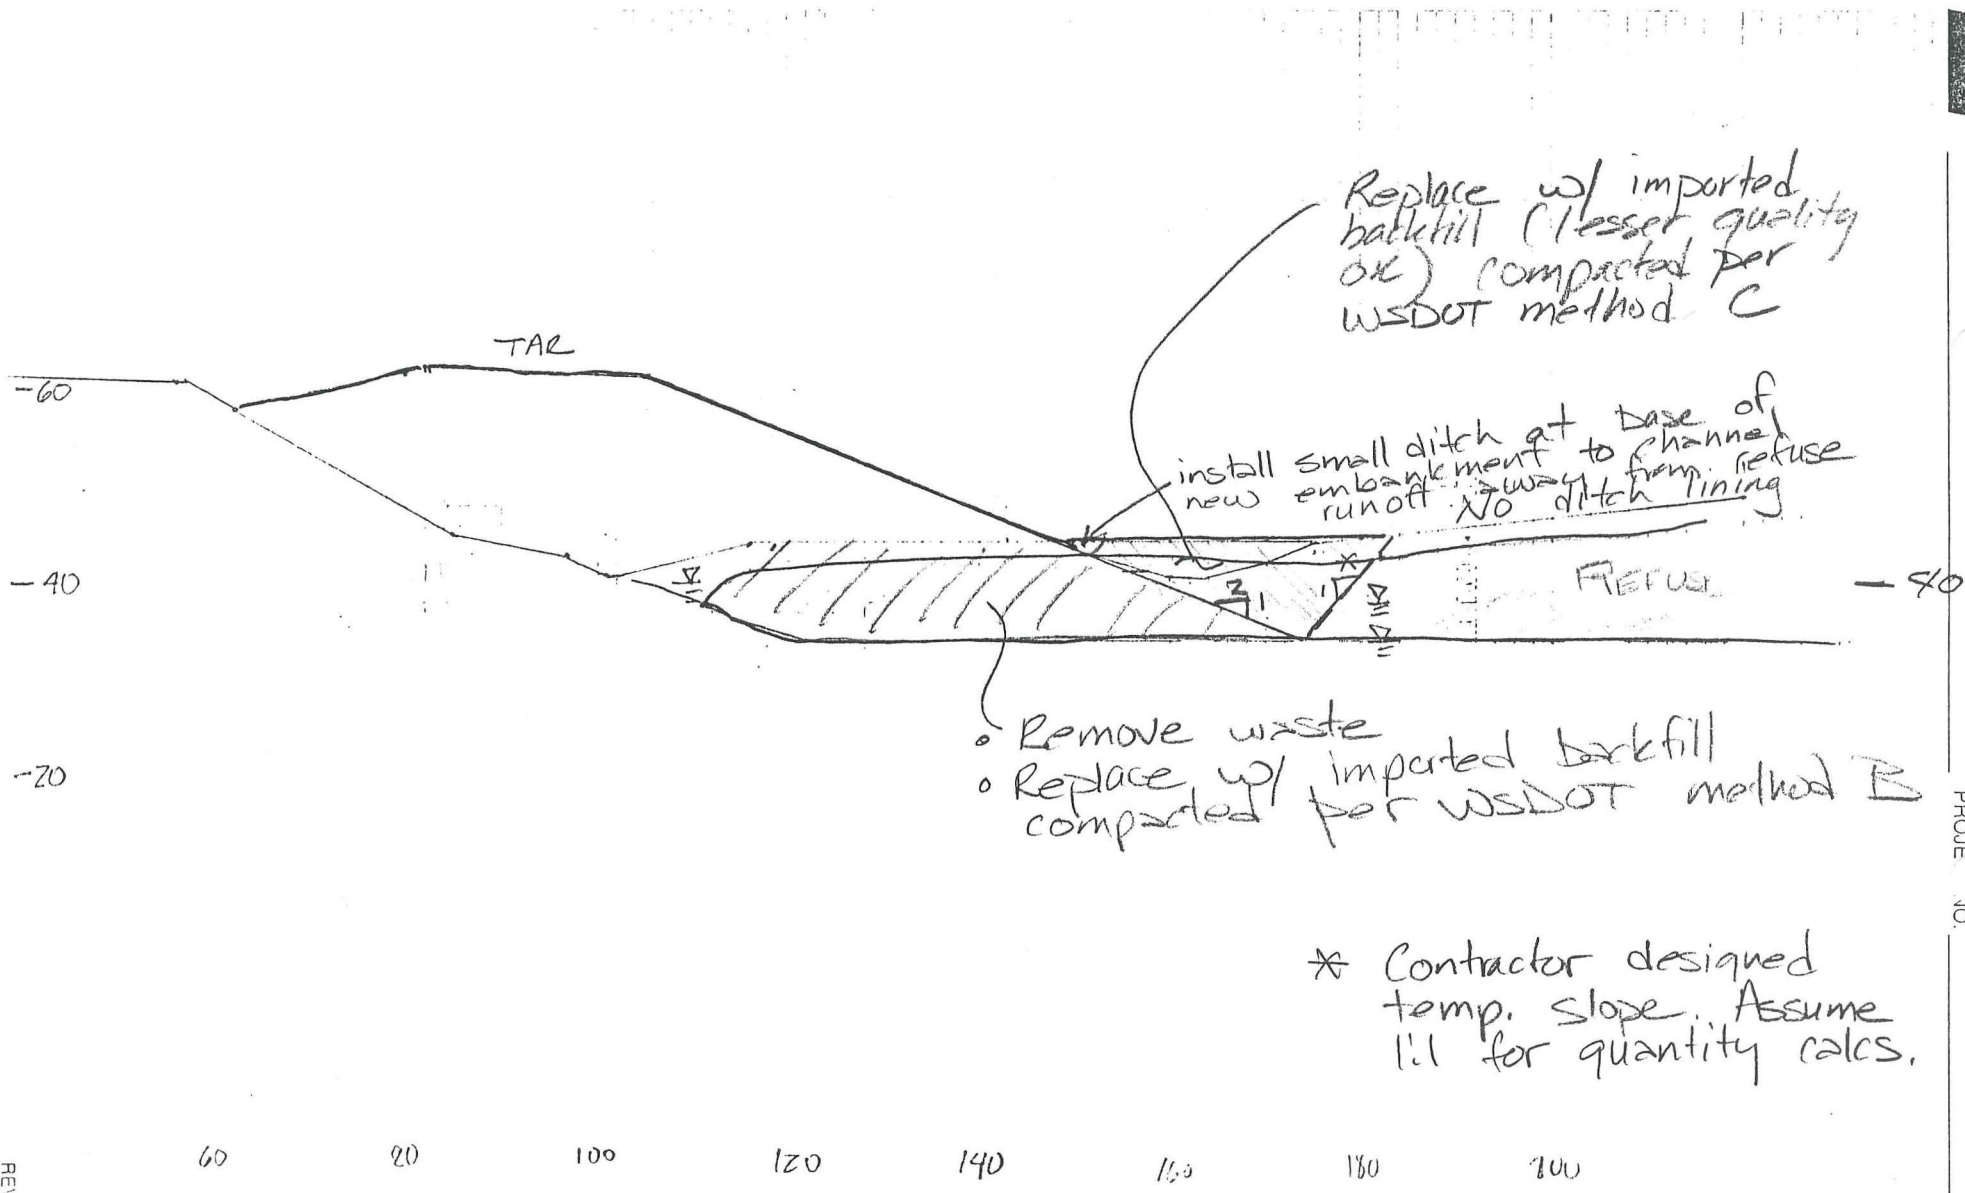 Replace w/ imported
backfill (lesser quality
ok) compacted per
WSDOT method C
TAR
-60
install small ditch at base of
new embankment to channel
runoff away from refuse
No ditch lining
-40
2
1
1
*
REFUSE
-40
-20
• Remove waste
• Replace w/ imported backfill
compacted per WSDOT method B
* Contractor designed
temp. slope. Assume
1:1 for quantity calcs.
60
80
100
120
140
160
180
200